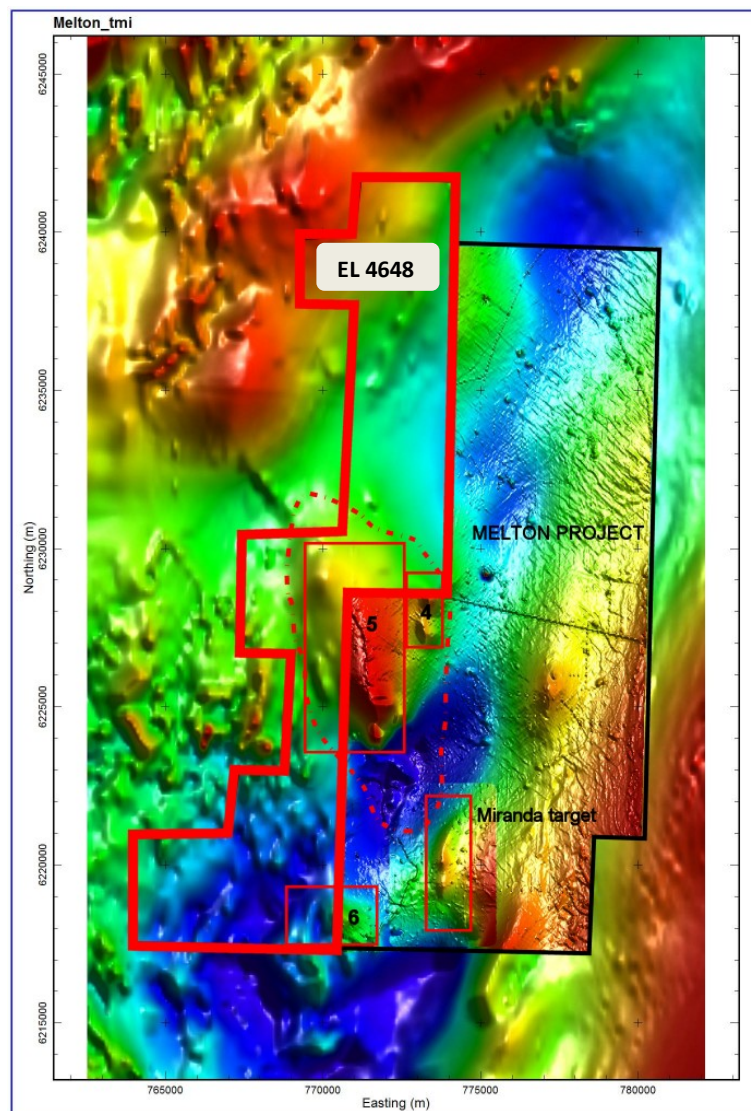 Melton_tmi
6245000
6240000
EL 4648
6235000
MELTON PROJECT
Northing (m)
6230000
5
4
6225000
Miranda target
6220000
6
6215000
765000 770000 775000 780000
Easting (m)